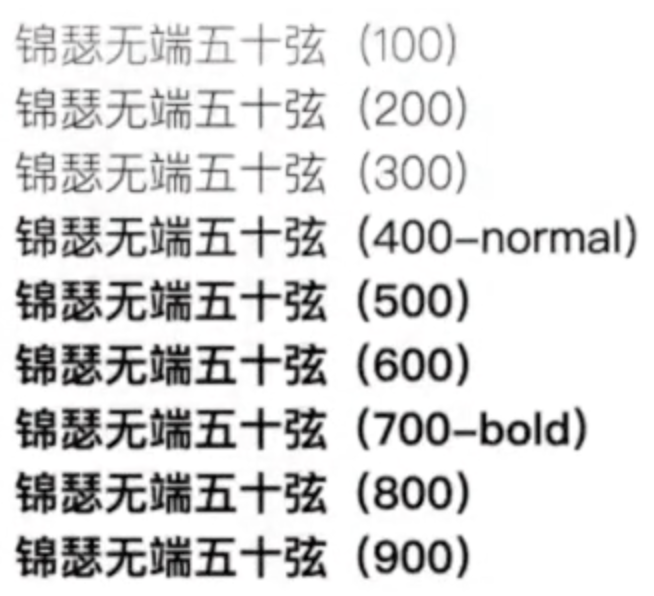 锦瑟无端五十弦（100）
锦瑟无端五十弦（200）
锦瑟无端五十弦（300）
锦瑟无端五十弦（400-normal）
锦瑟无端五十弦（500）
锦瑟无端五十弦（600）
锦瑟无端五十弦（700-bold）
锦瑟无端五十弦（800）
锦瑟无端五十弦（900）